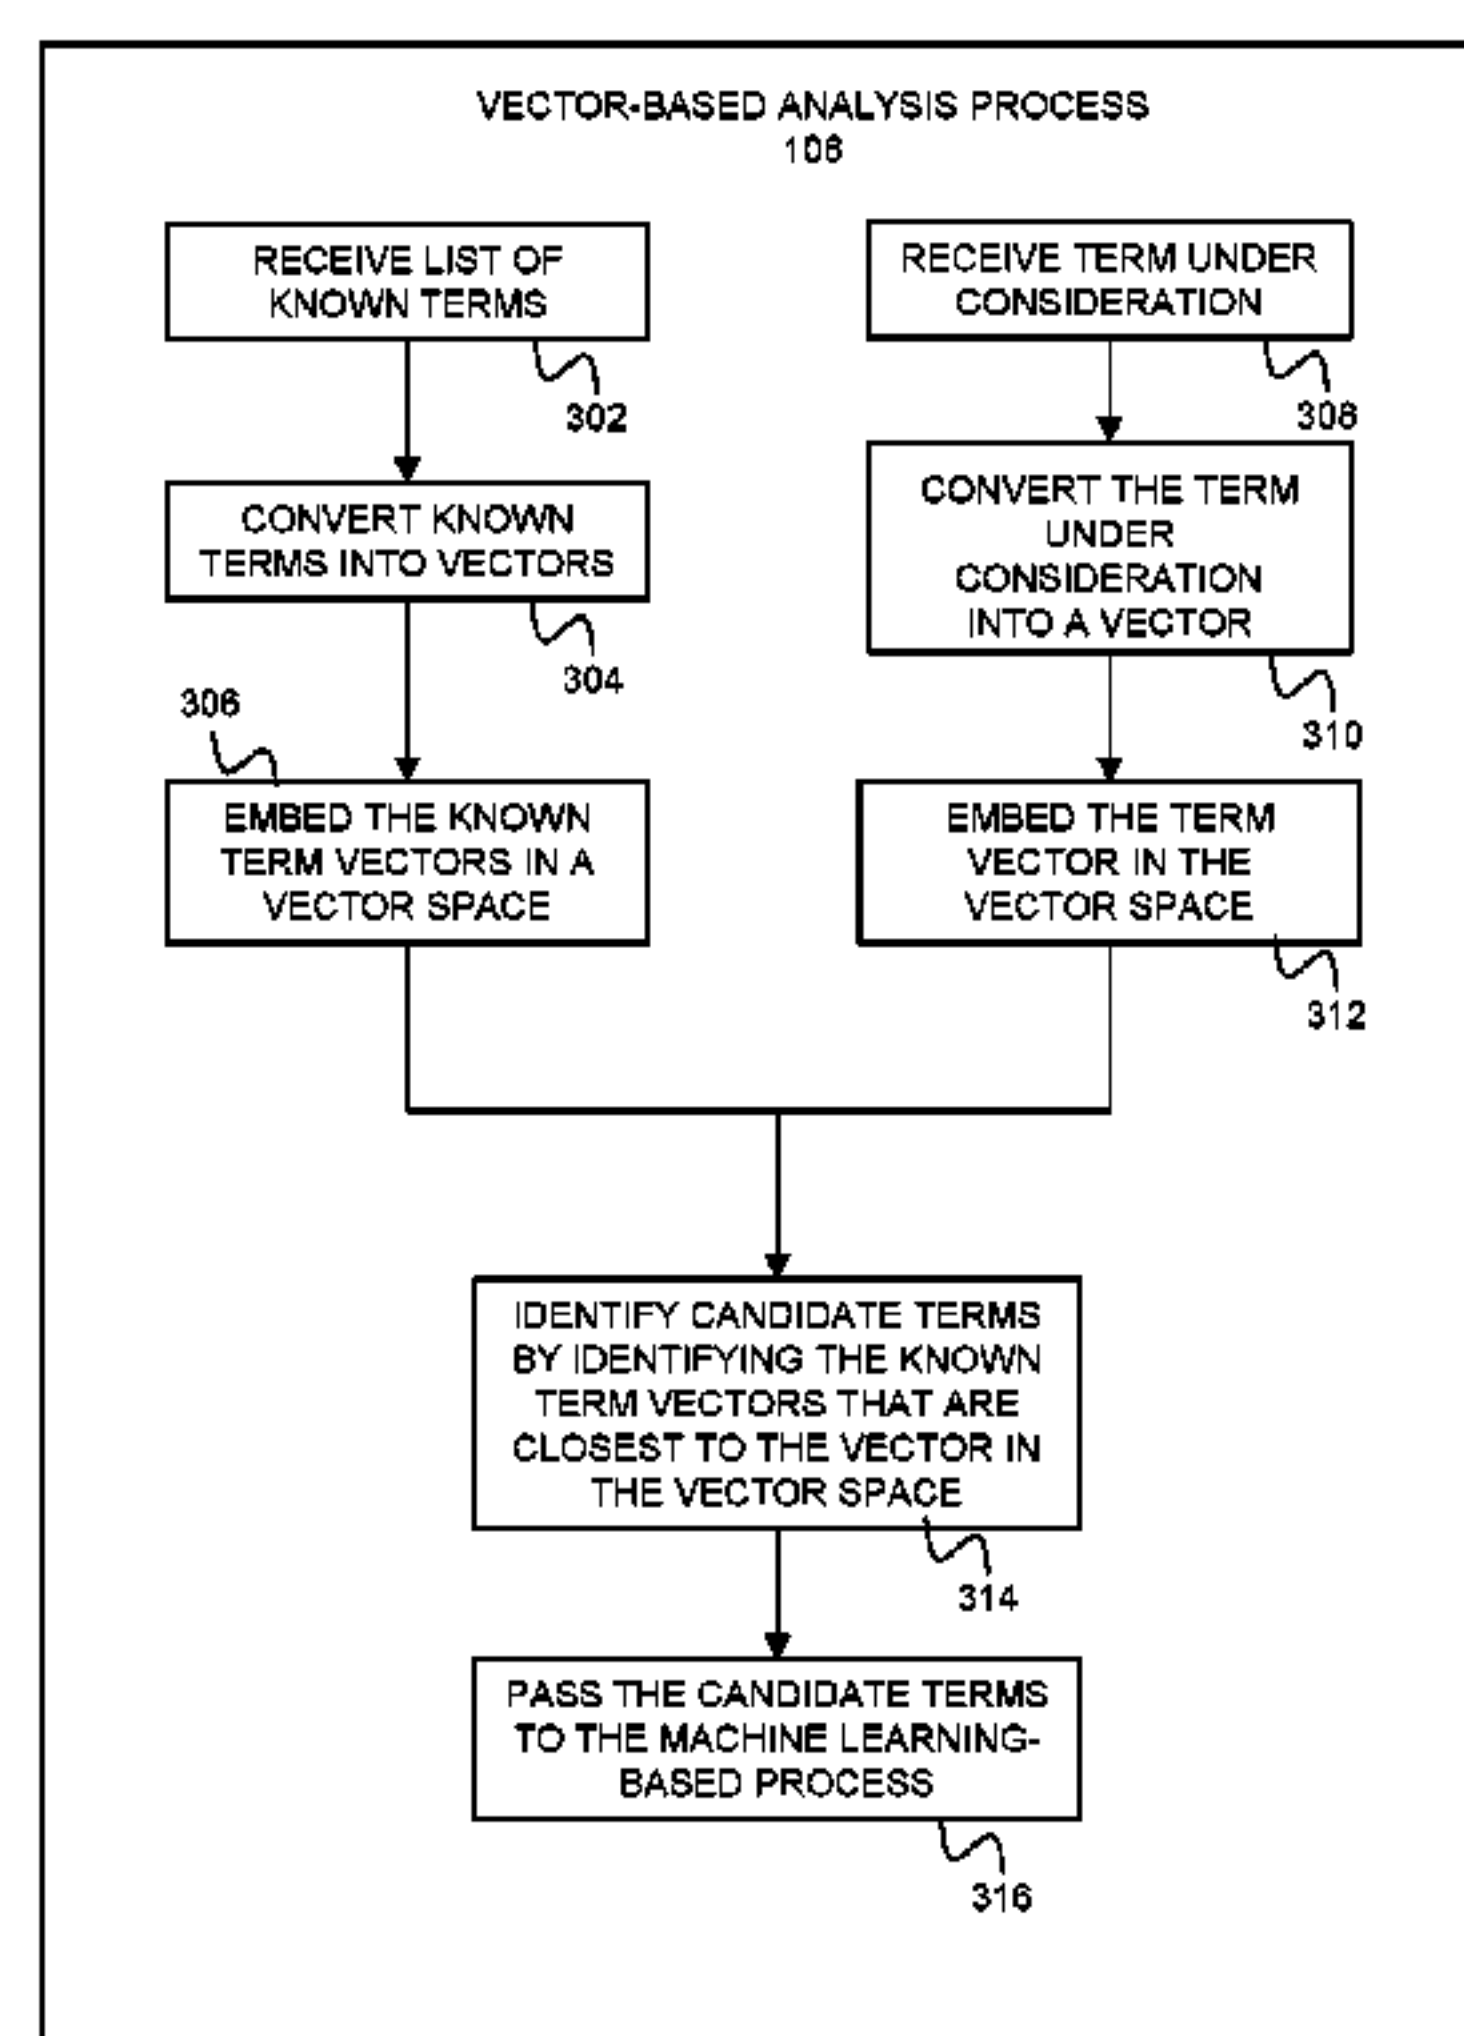 VECTOR-BASED ANALYSIS PROCESS
106
RECEIVE LIST OF
KNOWN TERMS
302
CONVERT KNOWN
TERMS INTO VECTORS
304
306
EMBED THE KNOWN
TERM VECTORS IN A
VECTOR SPACE
RECEIVE TERM UNDER
CONSIDERATION
308
CONVERT THE TERM
UNDER
CONSIDERATION
INTO A VECTOR
310
EMBED THE TERM
VECTOR IN THE
VECTOR SPACE
312
IDENTIFY CANDIDATE TERMS
BY IDENTIFYING THE KNOWN
TERM VECTORS THAT ARE
CLOSEST TO THE VECTOR IN
THE VECTOR SPACE
314
PASS THE CANDIDATE TERMS
TO THE MACHINE LEARNING-
BASED PROCESS
316